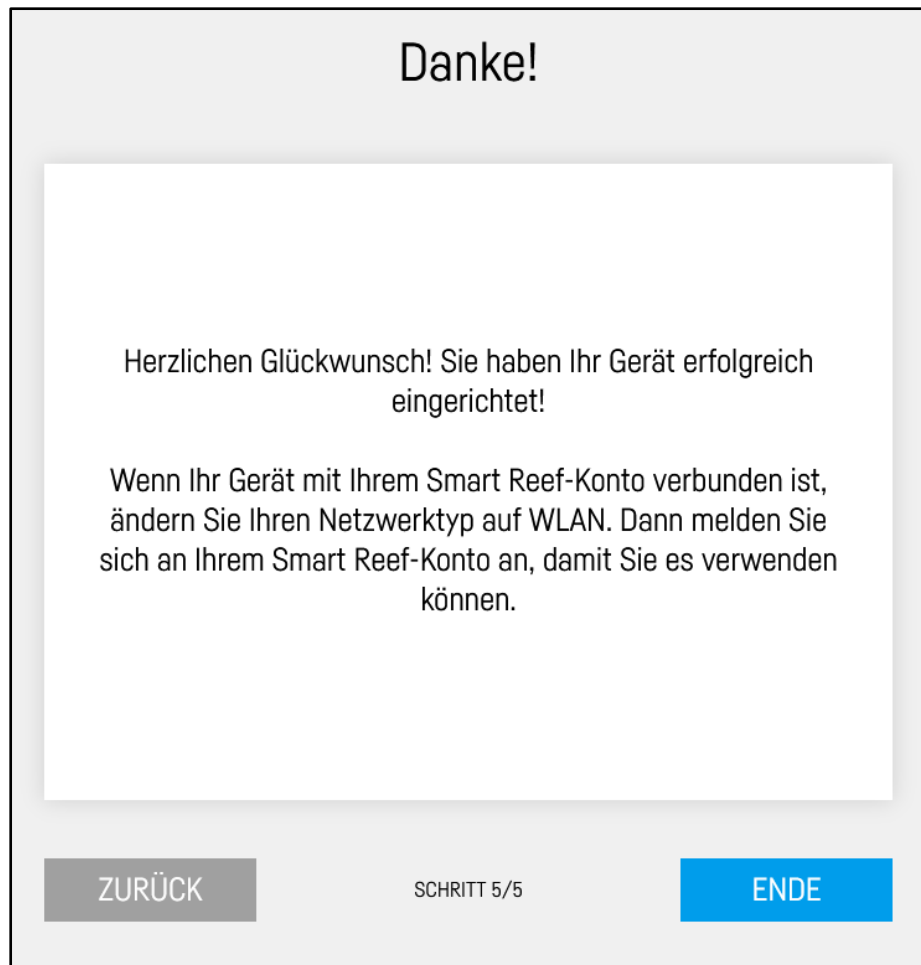 Danke!
Herzlichen Glückwunsch! Sie haben Ihr Gerät erfolgreich
eingerichtet!
Wenn Ihr Gerät mit Ihrem Smart Reef-Konto verbunden ist,
ändern Sie Ihren Netzwerktyp auf WLAN. Dann melden Sie
sich an Ihrem Smart Reef-Konto an, damit Sie es verwenden
können.
ZURÜCK
SCHRITT 5/5
ENDE